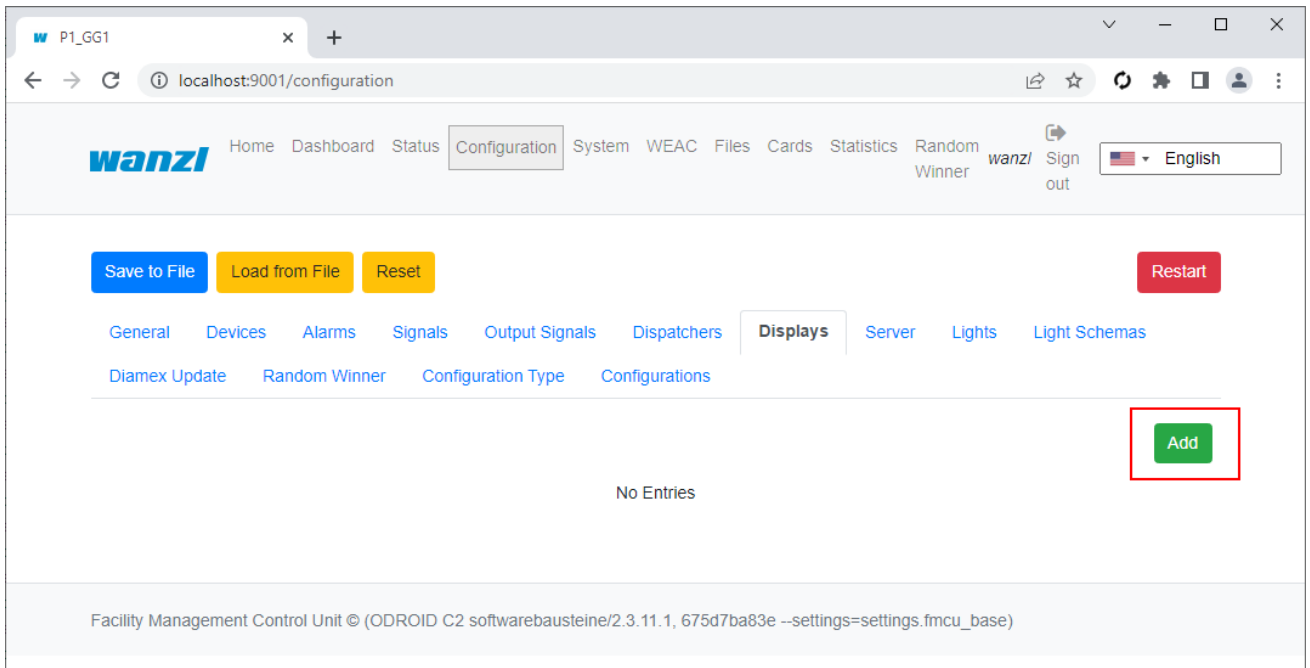 w P1_GG1
localhost:9001/configuration
wanzl Home Dashboard Status Configuration System WEAC Files Cards Statistics Random Winner wanzl Sign out English
Save to File Load from File Reset Restart
General Devices Alarms Signals Output Signals Dispatchers Displays Server Lights Light Schemas
Diamex Update Random Winner Configuration Type Configurations
Add
No Entries
Facility Management Control Unit © (ODROID C2 softwarebausteine/2.3.11.1, 675d7ba83e --settings=settings.fmcu_base)